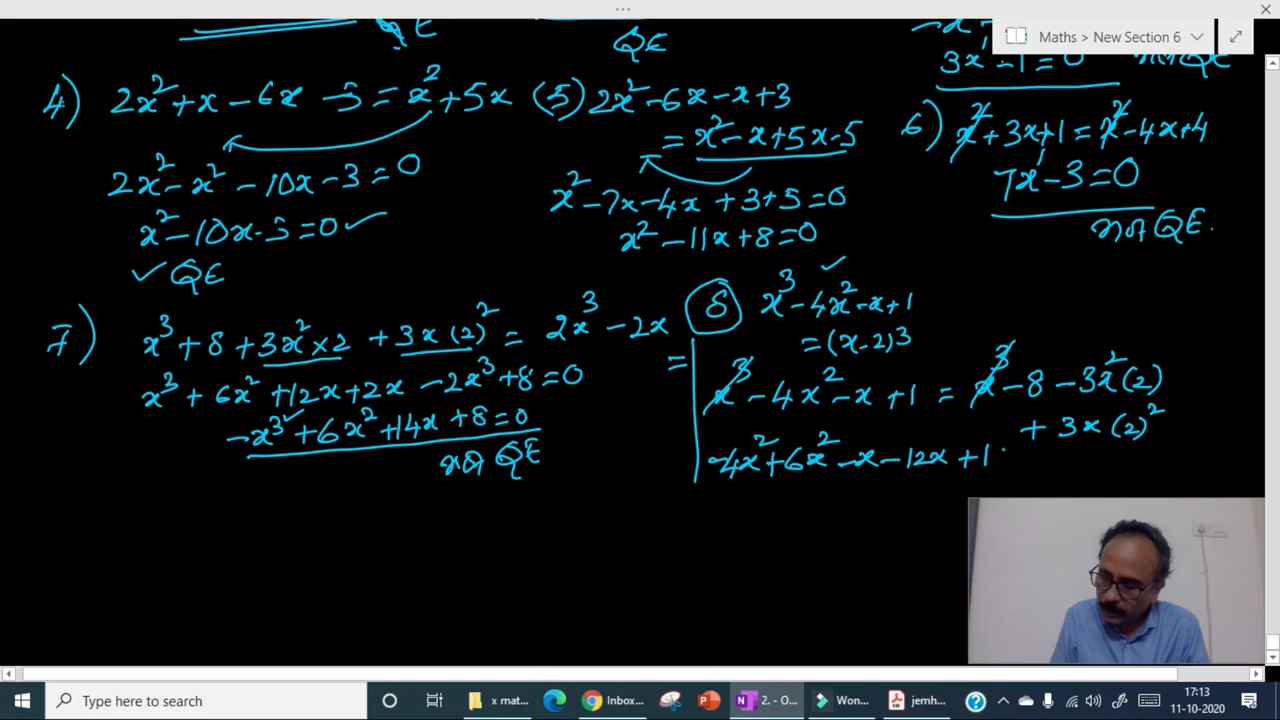 QE
QE
Maths > New Section 6
3x¹-1=0 not QE
4) 2x²+x-6x-3=x²+5x
2x²-x²-10x-3=0
x²-10x-3=0 ✓
✓ QE
(5) 2x²-6x-x+3
= x²-x+5x-5
x²-7x-4x+3+5=0
x²-11x+8=0
6) x²+3x+1=x²-4x+4
7x¹-3=0
not QE.
7) x³+8+3x²×2+3x(2)²=2x³-2x
x³+6x²+12x+2x-2x³+8=0
-x³+6x²+14x+8=0
not QE
=
8 x³-4x²-x+1
=(x-2)3
x³-4x²-x+1=x³-8-3x²(2)
+3x(2)²
-4x²+6x²-x-12x+1
Type here to search
x mat...
Inbox...
2. - O...
Won...
jemh...
17:13
11-10-2020